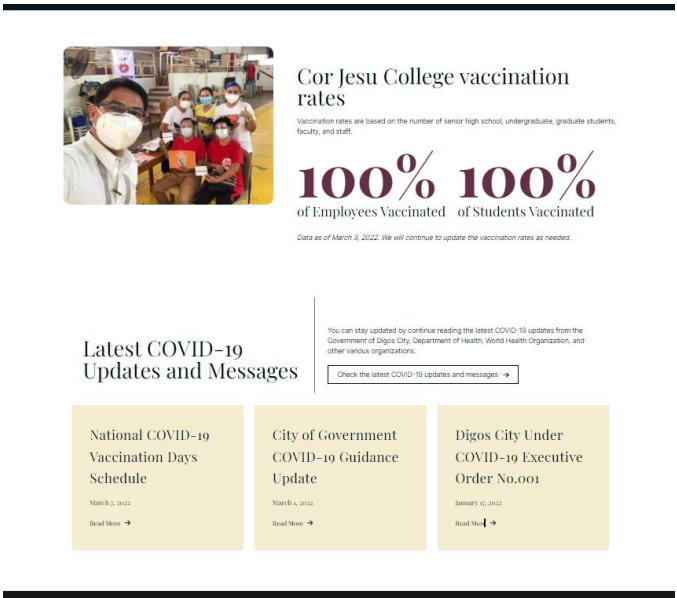 Cor Jesu College vaccination
rates
Vaccination rates are based on the number of senior high school, undergraduate, graduate students,
faculty, and staff.
100% 100%
of Employees Vaccinated of Students Vaccinated
Data as of March 3, 2022. We will continue to update the vaccination rates as needed.
Latest COVID-19
Updates and Messages
You can stay updated by continue reading the latest COVID-19 updates from the
Government of Digos City, Department of Health, World Health Organization, and
other various organizations.
Check the latest COVID-19 updates and messages →
National COVID-19
Vaccination Days
Schedule
March 7, 2022
Read More →
City of Government
COVID-19 Guidance
Update
March 1, 2022
Read More →
Digos City Under
COVID-19 Executive
Order No.001
January 17, 2022
Read More →